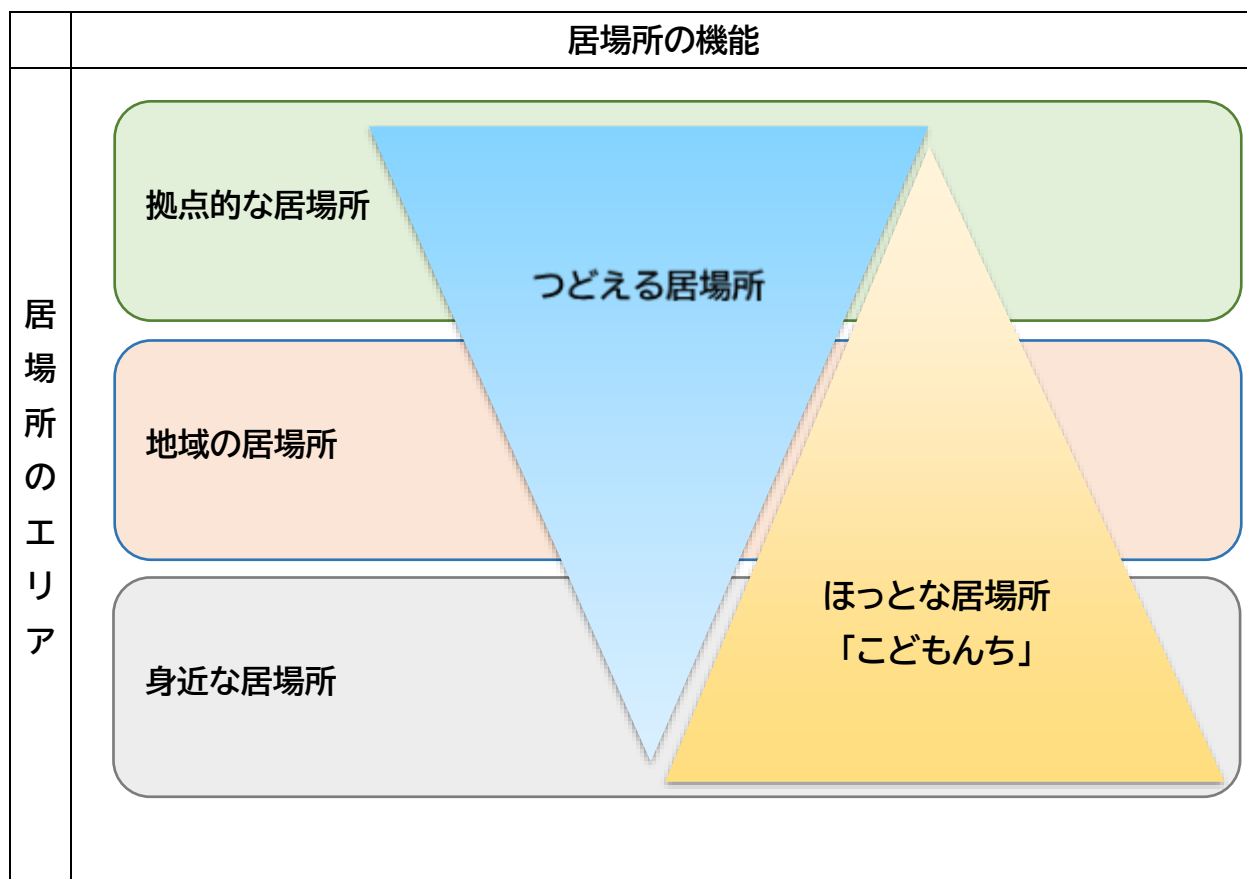 居場所の機能
居場所のエリア
拠点的な居場所
つどえる居場所
地域の居場所
ほっとな居場所
「こどもんち」
身近な居場所